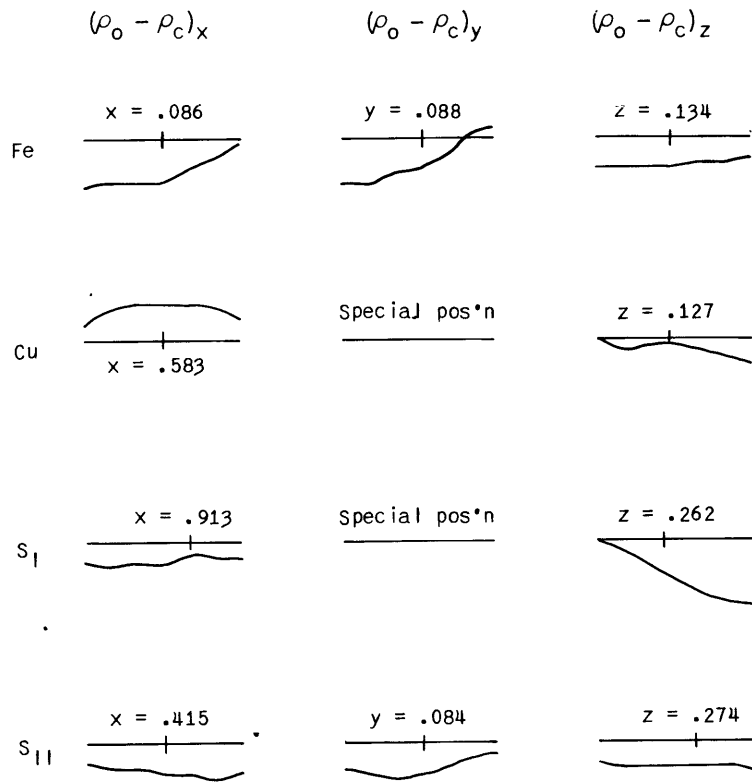 (ρo - ρc)x (ρo - ρc)y (ρo - ρc)z
x = .086 y = .088 z = .134
Fe
Special pos'n z = .127
Cu
x = .583
x = .913 Special pos'n z = .262
SI
x = .415 y = .084 z = .274
SII